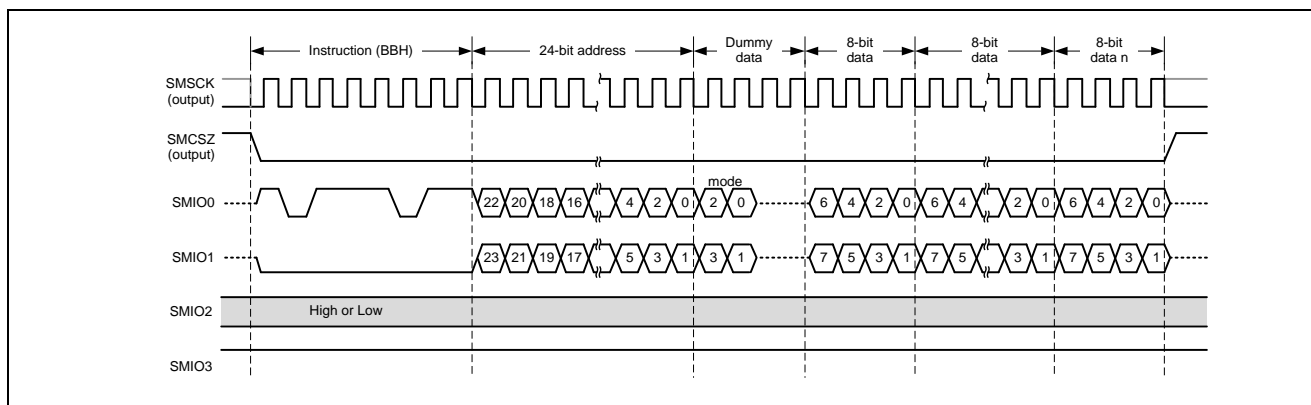 Instruction (BBH) 24-bit address Dummy data 8-bit data 8-bit data 8-bit data n
SMSCK
(output)
SMCSZ
(output)
mode
SMIO0 22 20 18 16 4 2 0 2 0 6 4 2 0 6 4 2 0 6 4 2 0
SMIO1 23 21 19 17 5 3 1 3 1 7 5 3 1 7 5 3 1 7 5 3 1
SMIO2 High or Low
SMIO3